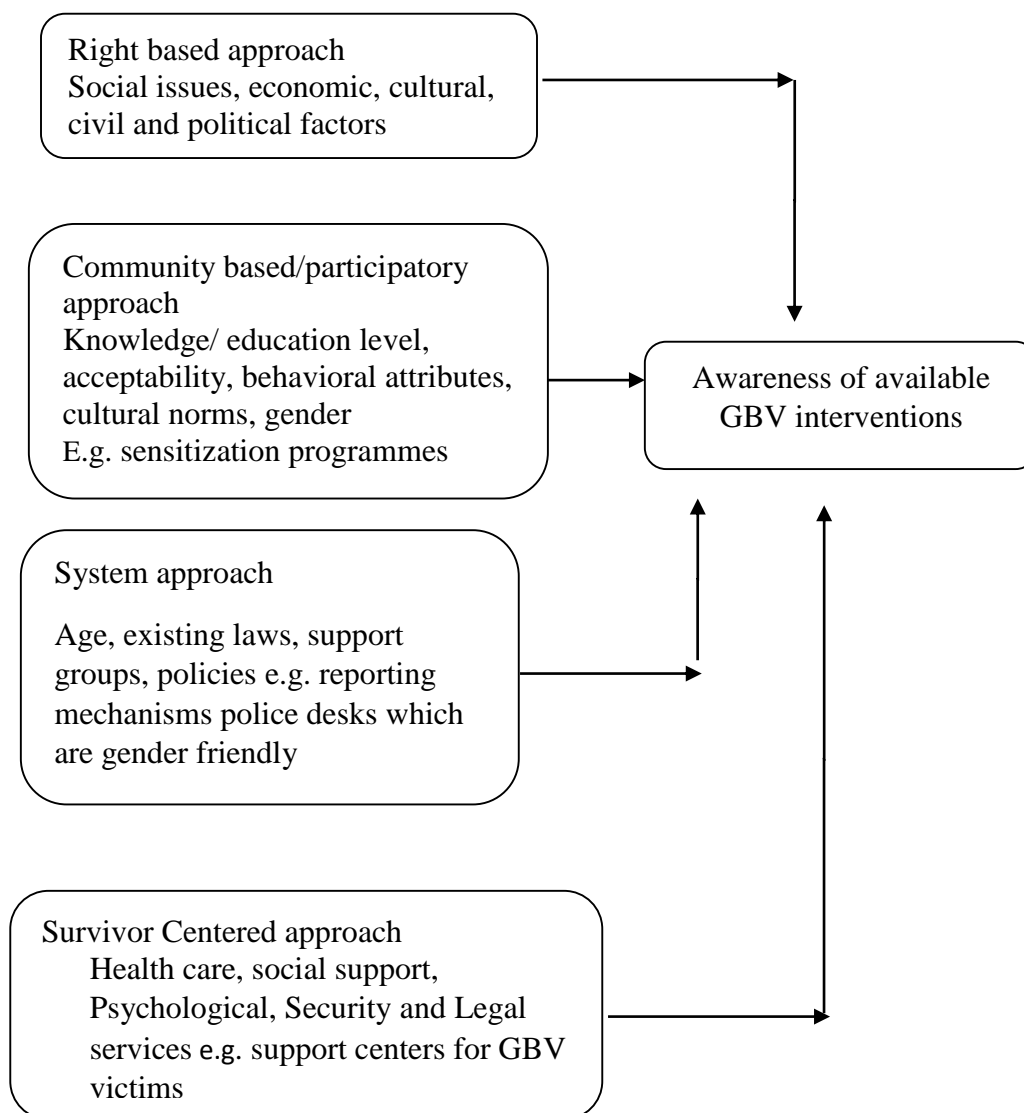 Right based approach
Social issues, economic, cultural,
civil and political factors
Community based/participatory
approach
Knowledge/ education level,
acceptability, behavioral attributes,
cultural norms, gender
E.g. sensitization programmes
Awareness of available
GBV interventions
System approach
Age, existing laws, support
groups, policies e.g. reporting
mechanisms police desks which
are gender friendly
Survivor Centered approach
Health care, social support,
Psychological, Security and Legal
services e.g. support centers for GBV
victims